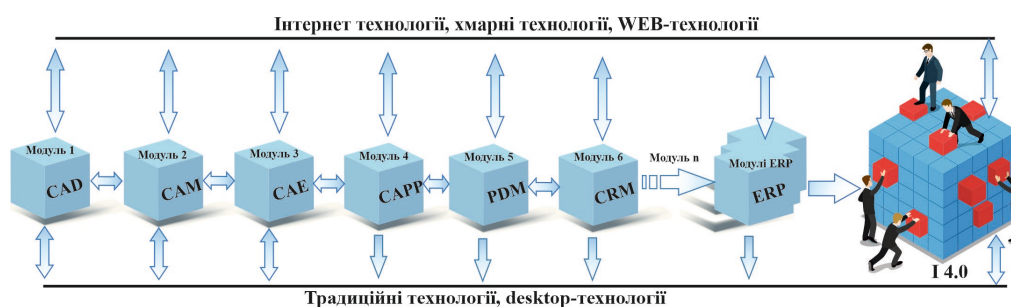 Інтернет технології, хмарні технології, WEB-технології
Модуль 1
CAD
Модуль 2
CAM
Модуль 3
CAE
Модуль 4
CAPP
Модуль 5
PDM
Модуль 6
CRM
Модуль n
Модулі ERP
ERP
І 4.0
Традиційні технології, desktop-технології